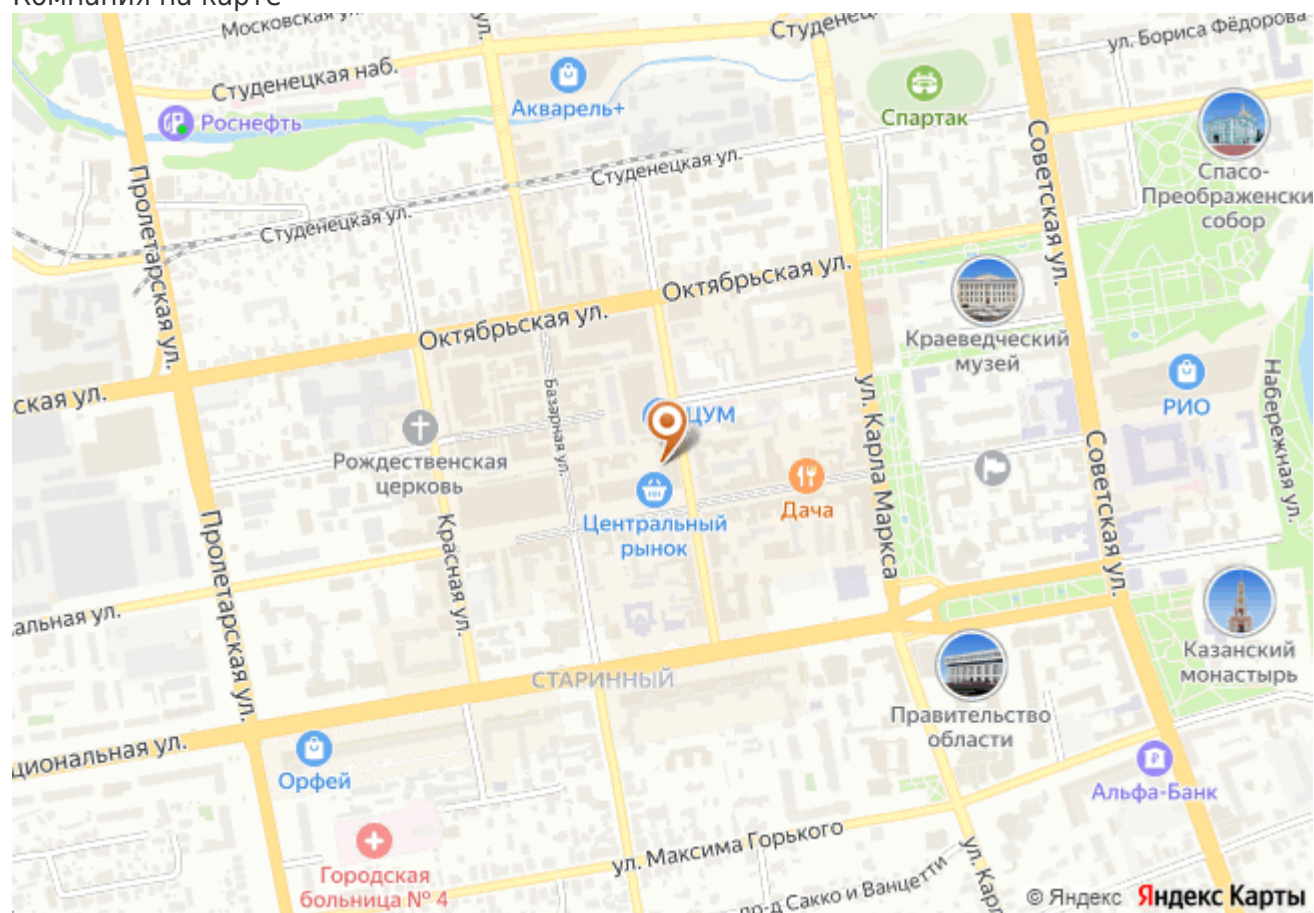 Компания на карте
Московская ул.
ул.
Студенец
ул. Бориса Фёдорова
Студенецкая наб.
Акварель+
Роснефть
Спартак
Студенецкая ул.
Спасо-
Преображенски
собор
Советская ул.
Пролетарская ул.
Студенецкая ул.
Октябрьская ул.
Октябрьская ул.
Краеведческий
музей
Набережная ул.
РИО
ская ул.
Базарная ул.
ЦУМ
ул. Карла Маркса
Рождественская
церковь
Дача
Центральный
рынок
Советская ул.
Пролетарская ул.
Красная ул.
альная ул.
Казанский
монастырь
СТАРИННЫЙ
Правительство
области
циональная ул.
Орфей
Альфа-Банк
ул. Максима Горького
Городская
больница № 4
пр-д Сакко и Ванцетти
ул. Карл
© Яндекс Яндекс Карты